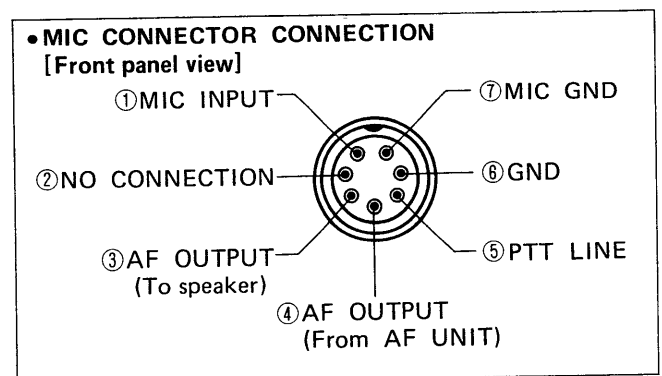 • MIC CONNECTOR CONNECTION
[Front panel view]
①MIC INPUT
⑦MIC GND
②NO CONNECTION
⑥GND
③AF OUTPUT
(To speaker)
⑤PTT LINE
④AF OUTPUT
(From AF UNIT)